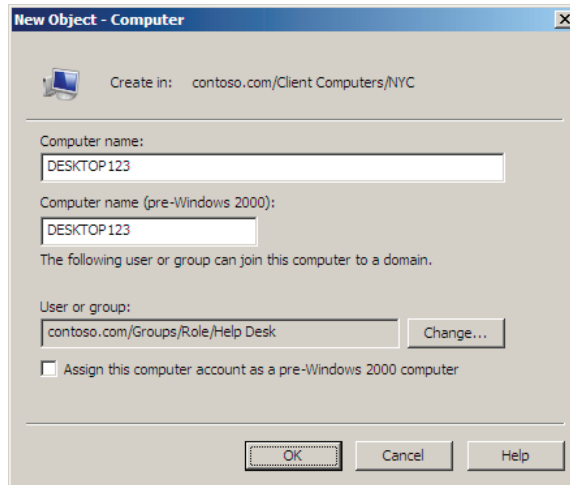 New Object - Computer
Create in: contoso.com/Client Computers/NYC
Computer name:
DESKTOP123
Computer name (pre-Windows 2000):
DESKTOP123
The following user or group can join this computer to a domain.
User or group:
contoso.com/Groups/Role/Help Desk
Change...
Assign this computer account as a pre-Windows 2000 computer
OK Cancel Help